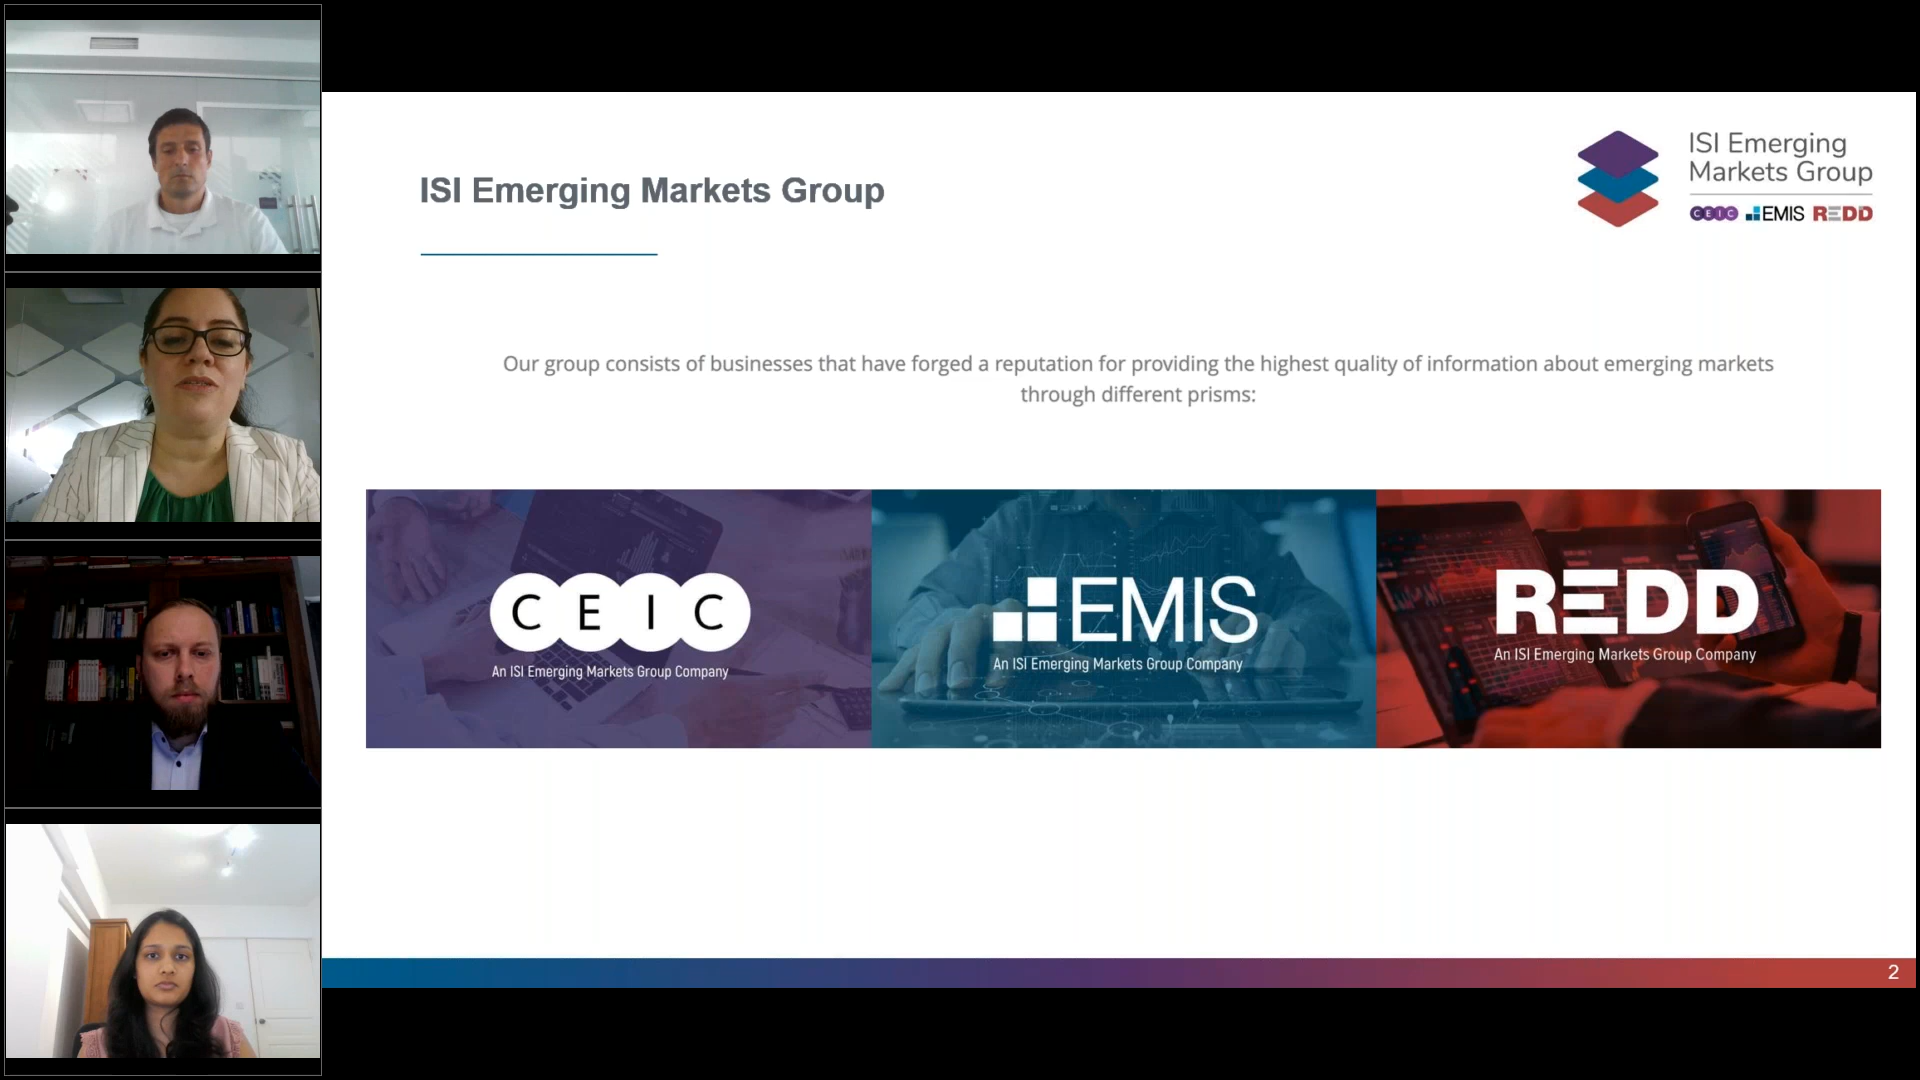 ISI Emerging Markets Group
ISI Emerging
Markets Group
CEIC EMIS REDD
Our group consists of businesses that have forged a reputation for providing the highest quality of information about emerging markets
through different prisms:
CEIC
An ISI Emerging Markets Group Company
EMIS
An ISI Emerging Markets Group Company
REDD
An ISI Emerging Markets Group Company
2